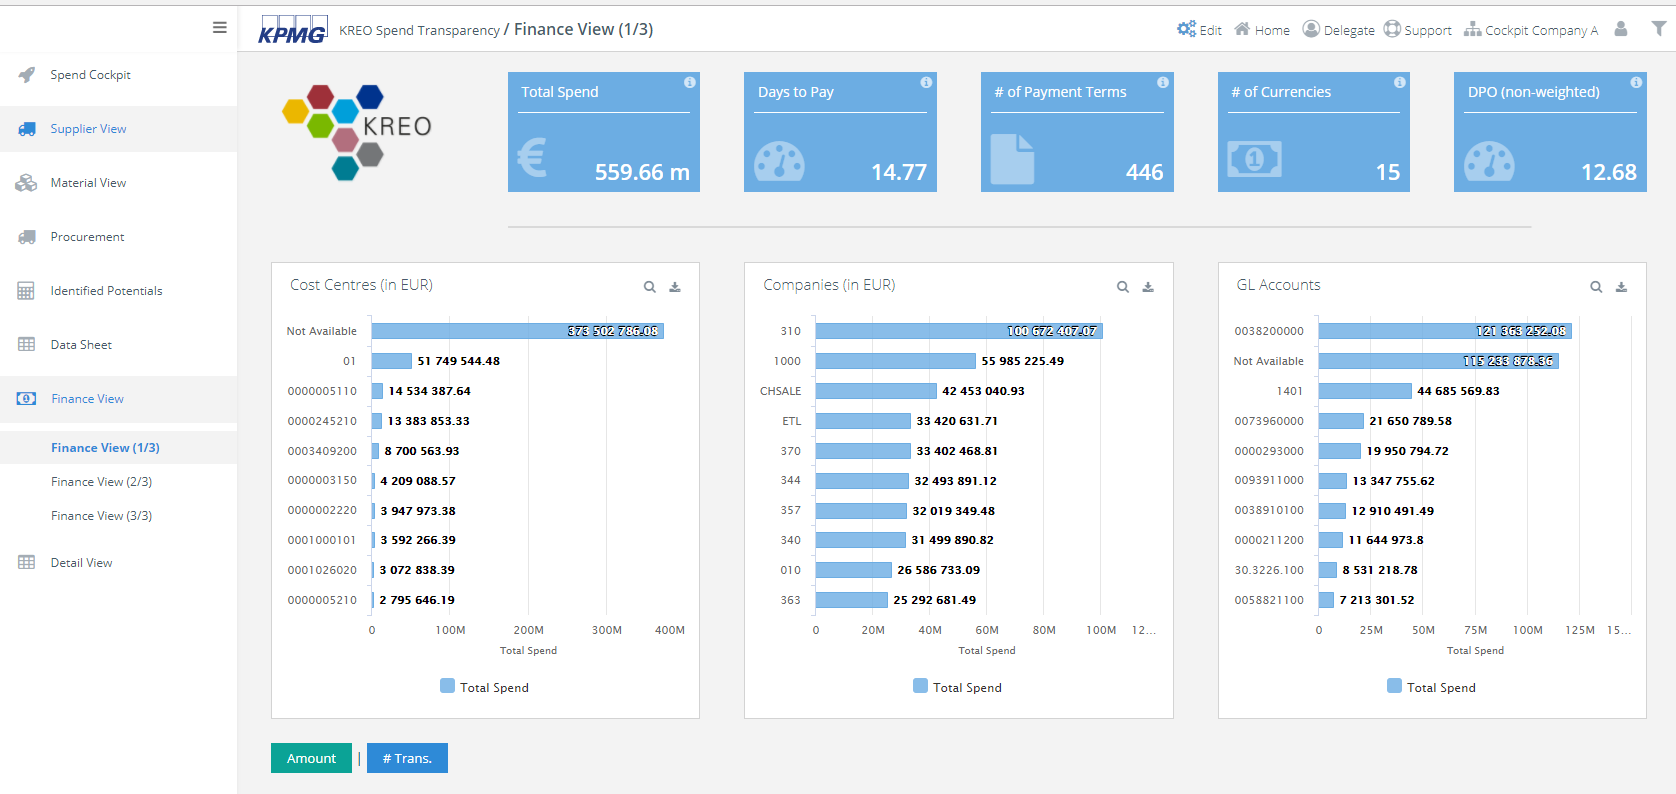 KPMG KREO Spend Transparency / Finance View (1/3)
Edit Home Delegate Support Cockpit Company A
Spend Cockpit
Supplier View
Material View
Procurement
Identified Potentials
Data Sheet
Finance View
Finance View (1/3)
Finance View (2/3)
Finance View (3/3)
Detail View
KREO
Total Spend
€
559.66 m
Days to Pay
14.77
# of Payment Terms
446
# of Currencies
1
15
DPO (non-weighted)
12.68
Cost Centres (in EUR)
Not Available 373 502 786.08
01 51 749 544.48
0000005110 14 534 387.64
0000245210 13 383 853.33
0003409200 8 700 563.93
0000003150 4 209 088.57
0000002220 3 947 973.38
0001000101 3 592 266.39
0001026020 3 072 838.39
0000005210 2 795 646.19
0 100M 200M 300M 400M
Total Spend
Total Spend
Companies (in EUR)
310 100 672 407.07
1000 55 985 225.49
CHSALE 42 453 040.93
ETL 33 420 631.71
370 33 402 468.81
344 32 493 891.12
357 32 019 349.48
340 31 499 890.82
010 26 586 733.09
363 25 292 681.49
0 20M 40M 60M 80M 100M 12...
Total Spend
Total Spend
GL Accounts
0038200000 121 363 252.08
Not Available 115 233 878.36
1401 44 685 569.83
0073960000 21 650 789.58
0000293000 19 950 794.72
0093911000 13 347 755.62
0038910100 12 910 491.49
0000211200 11 644 973.8
30.3226.100 8 531 218.78
0058821100 7 213 301.52
0 25M 50M 75M 100M 125M 15...
Total Spend
Total Spend
Amount | # Trans.